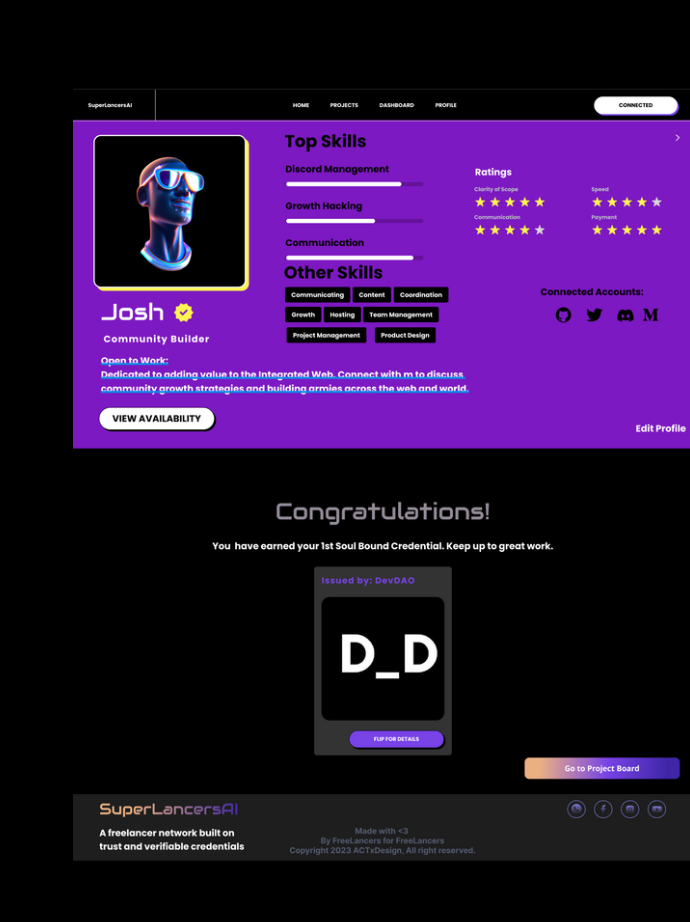 SuperLancersAI
HOME PROJECTS DASHBOARD PROFILE
CONNECTED
Top Skills
Discord Management
Growth Hacking
Communication
Ratings
Clarity of Scope
Speed
Communication
Payment
Other Skills
Communicating Content Coordination
Growth Hosting Team Management
Project Management Product Design
Connected Accounts:
Josh
Community Builder
Open to Work:
Dedicated to adding value to the Integrated Web. Connect with m to discuss
community growth strategies and building armies across the web and world.
VIEW AVAILABILITY
Edit Profile
Congratulations!
You have earned your 1st Soul Bound Credential. Keep up to great work.
Issued by: DevDAO
D_D
FLIP FOR DETAILS
Go to Project Board
SuperLancersAI
A freelancer network built on
trust and verifiable credentials
Made with <3
By FreeLancers for FreeLancers
Copyright 2023 ACTxDesign, All right reserved.